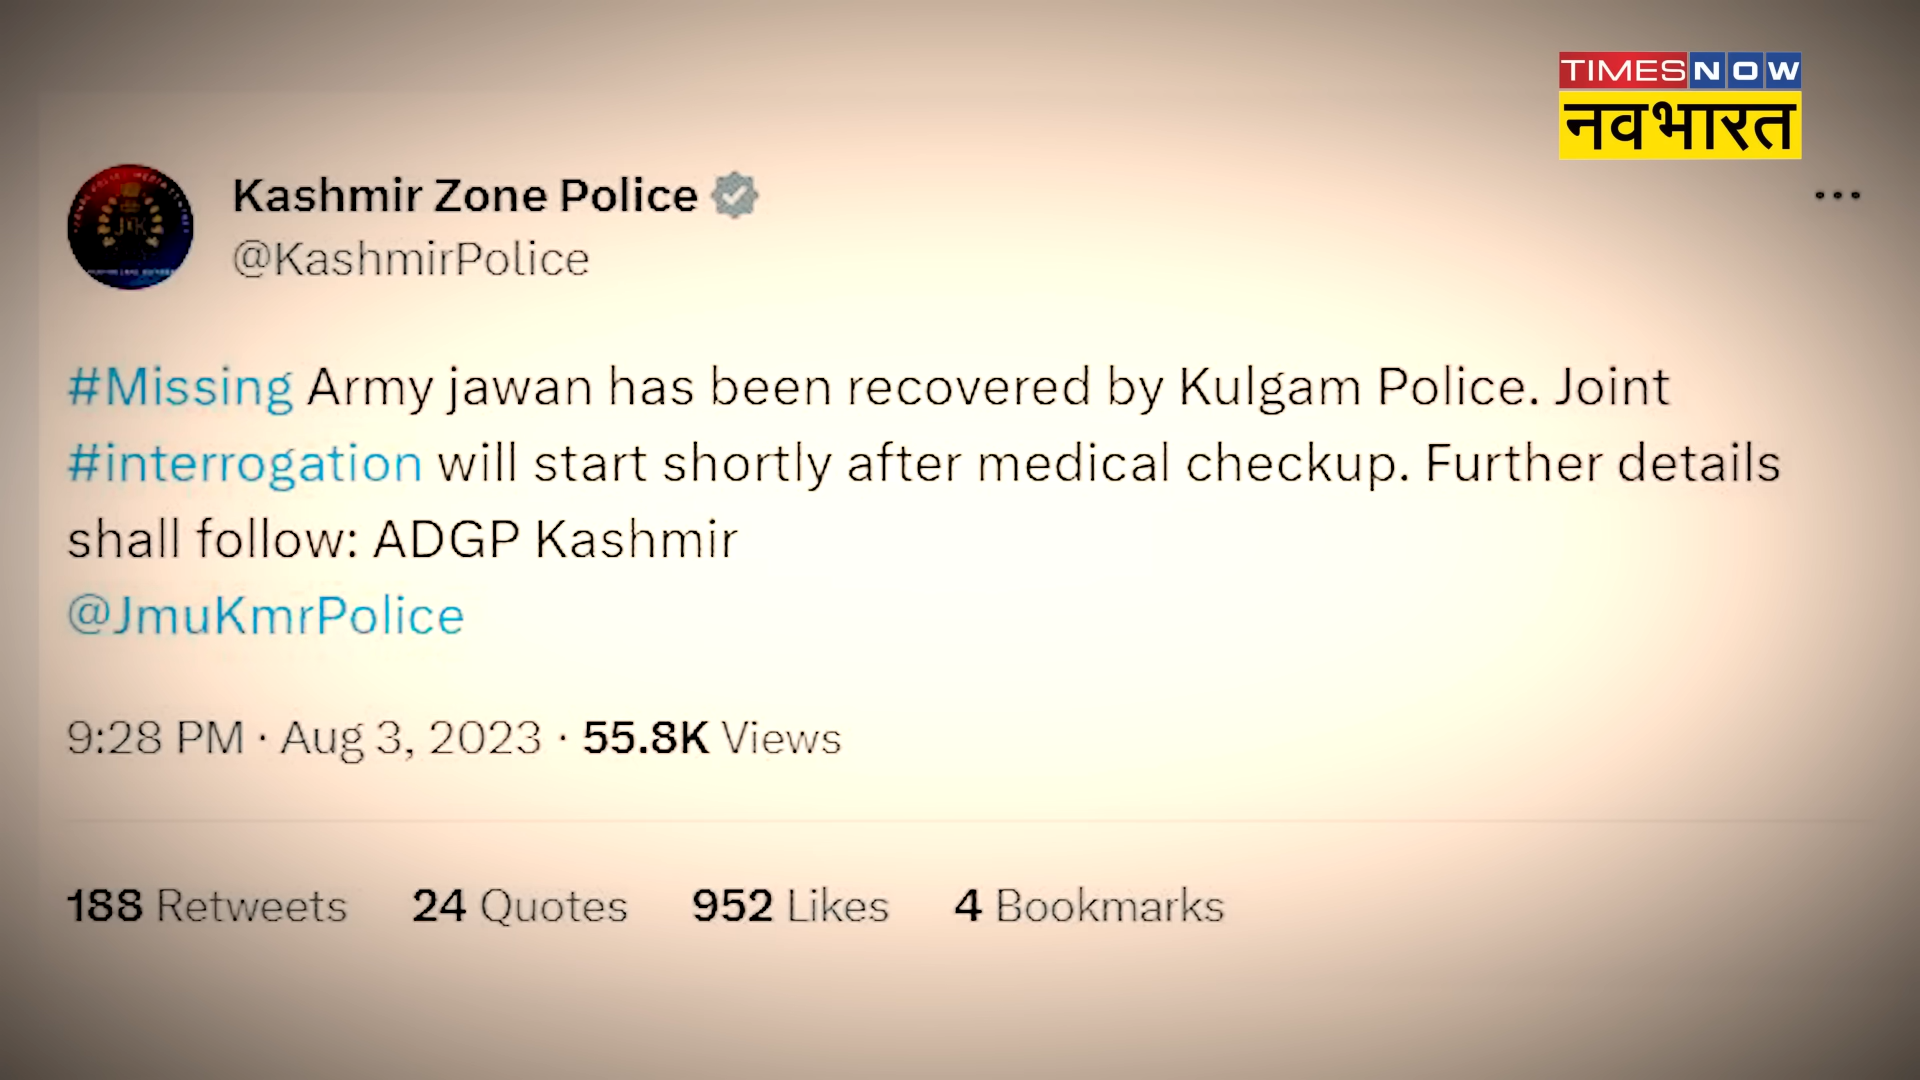 TIMES NOW
नवभारत
Kashmir Zone Police
@KashmirPolice
#Missing Army jawan has been recovered by Kulgam Police. Joint
#interrogation will start shortly after medical checkup. Further details
shall follow: ADGP Kashmir
@JmuKmrPolice
9:28 PM · Aug 3, 2023 · 55.8K Views
188 Retweets 24 Quotes 952 Likes 4 Bookmarks